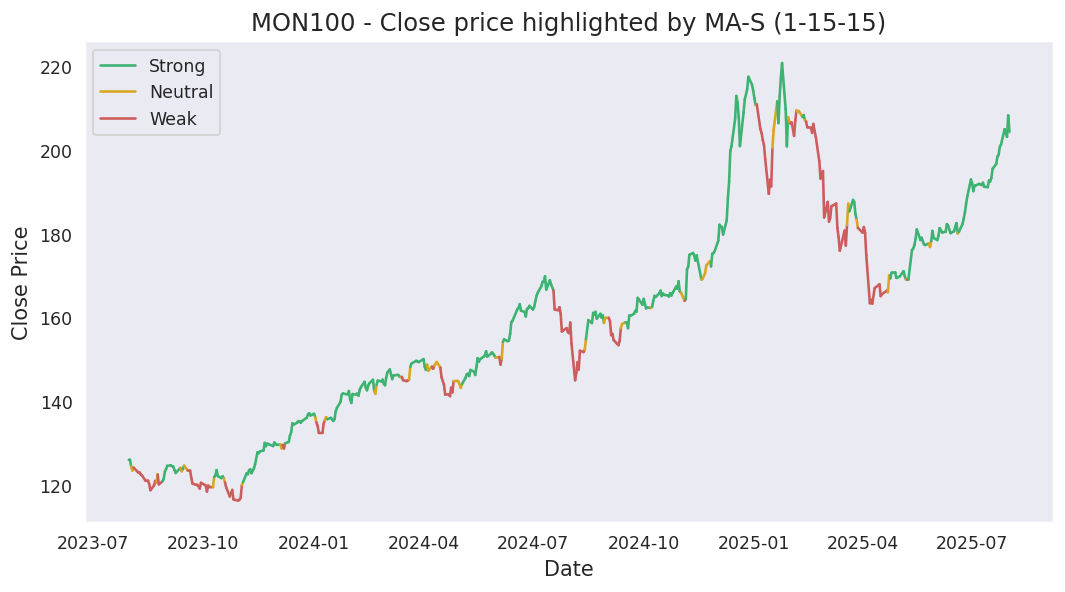 MON100 - Close price highlighted by MA-S (1-15-15)
Strong
Neutral
Weak
220
200
180
160
140
120
Close Price
2023-07 2023-10 2024-01 2024-04 2024-07 2024-10 2025-01 2025-04 2025-07
Date